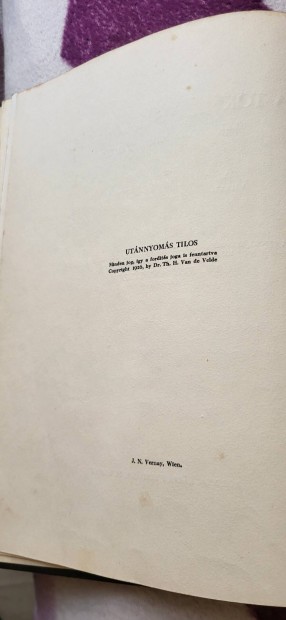 UTÁNNYOMÁS TILOS
Minden jog, így a fordítás joga is fenntartva
Copyright 1926, by Dr. Th. H. Van de Velde
J. N. Vernay, Wien.